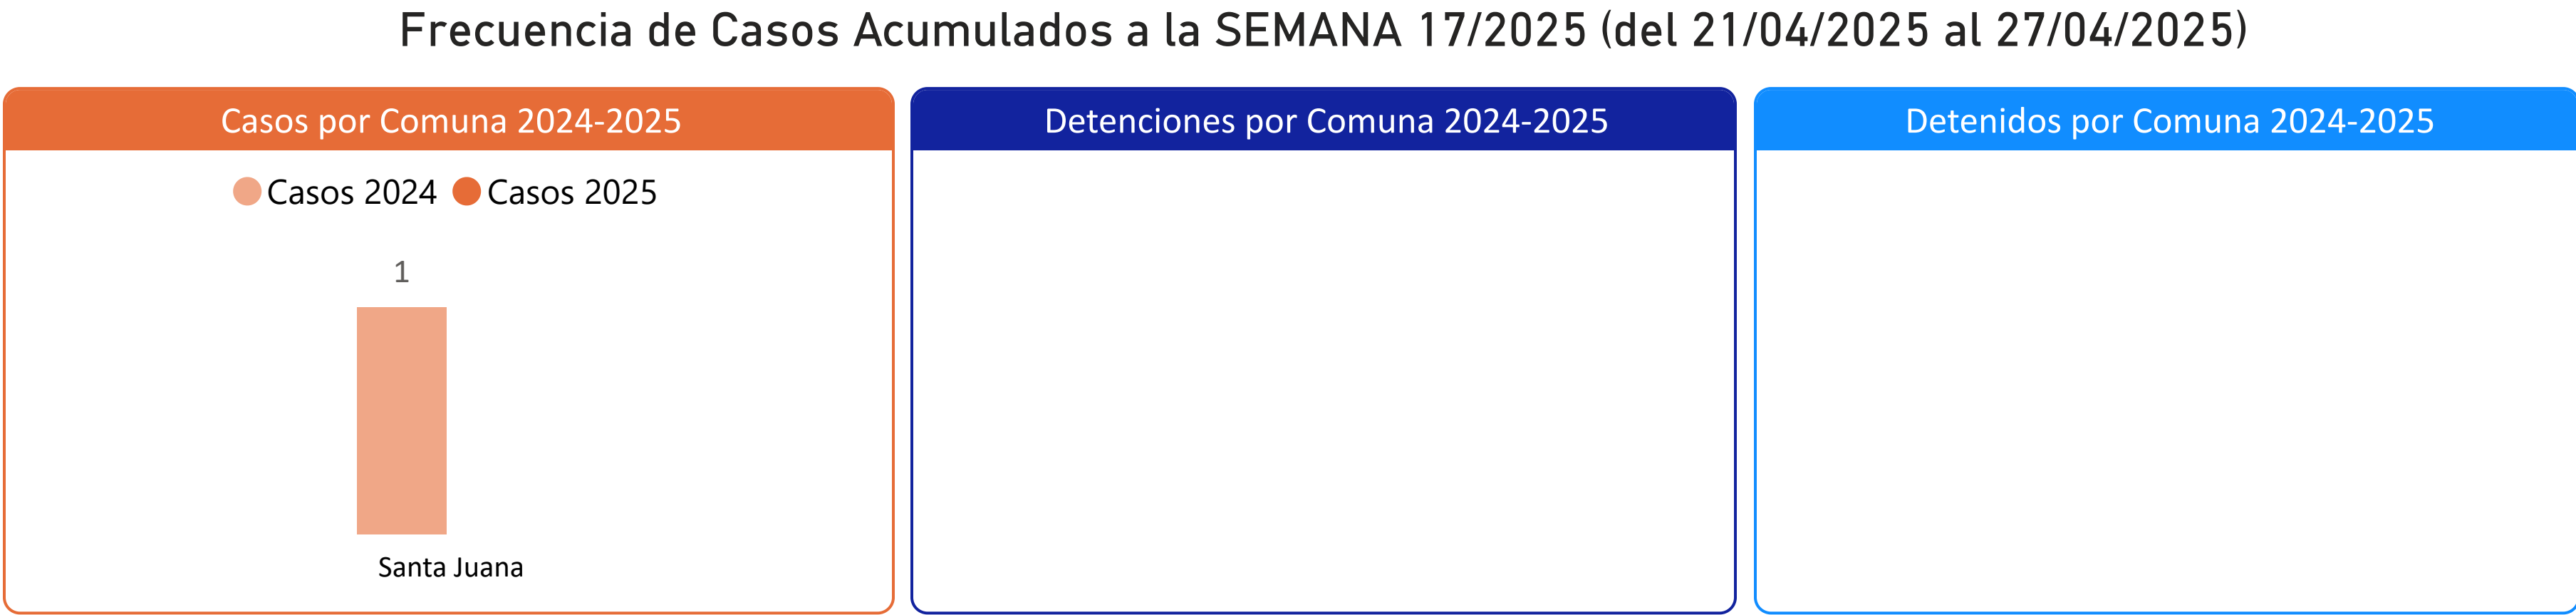 Frecuencia de Casos Acumulados a la SEMANA 17/2025 (del 21/04/2025 al 27/04/2025)
Casos por Comuna 2024-2025
Casos 2024 Casos 2025
1
Santa Juana
Detenciones por Comuna 2024-2025
Detenidos por Comuna 2024-2025